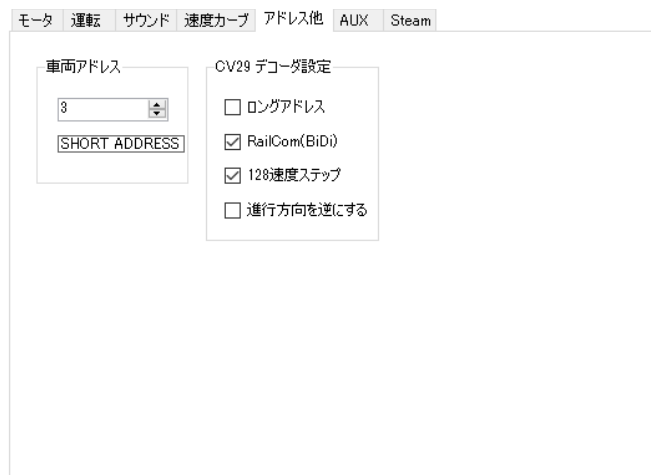 モータ 運転 サウンド 速度カーブ アドレス他 AUX Steam
車両アドレス
3
SHORT ADDRESS
CV29 デコーダ設定
ロングアドレス
RailCom(BiDi)
128速度ステップ
進行方向を逆にする